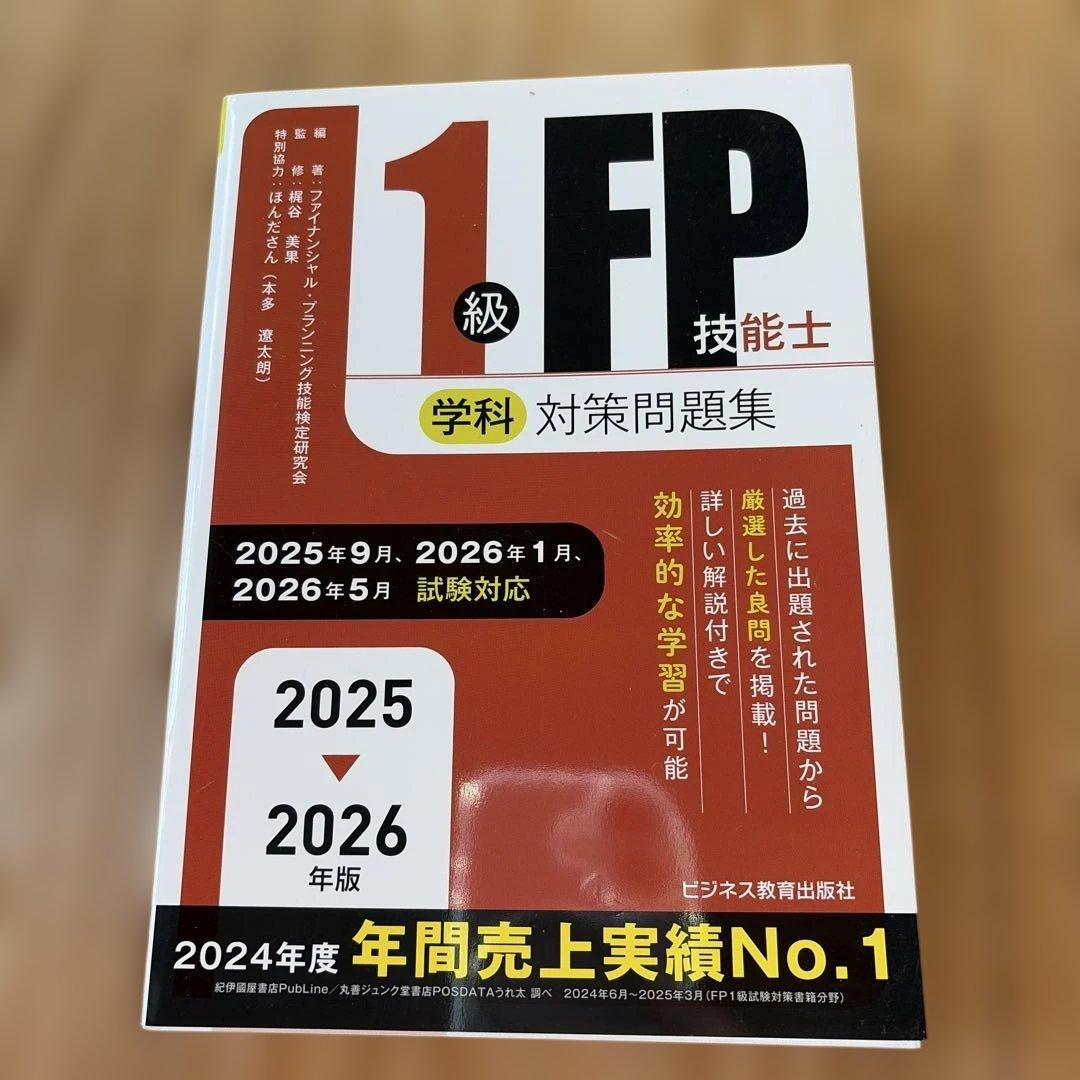 1級
FP
技能士
学科 対策問題集
編　著：ファイナンシャル・プランニング技能検定研究会
監　修：梶谷　美果
特別協力：ほんださん（本多　遼太朗）
過去に出題された問題から
厳選した良問を掲載！
詳しい解説付きで
効率的な学習が可能
2025年9月、2026年1月、
2026年5月 試験対応
2025
2026
年版
ビジネス教育出版社
2024年度 年間売上実績No.1
紀伊國屋書店PubLine／丸善ジュンク堂書店POSDATAうれ太 調べ　2024年6月～2025年3月（FP1級試験対策書籍分野）